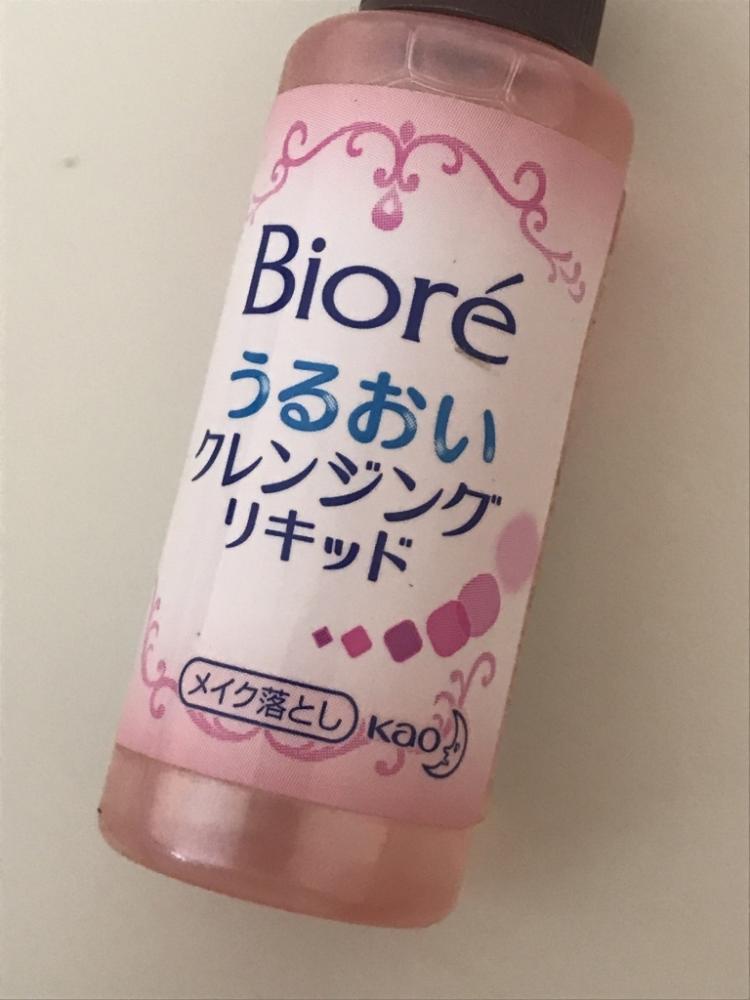 Bioré
うるおい
クレンジング
リキッド
メイク落とし
Kao